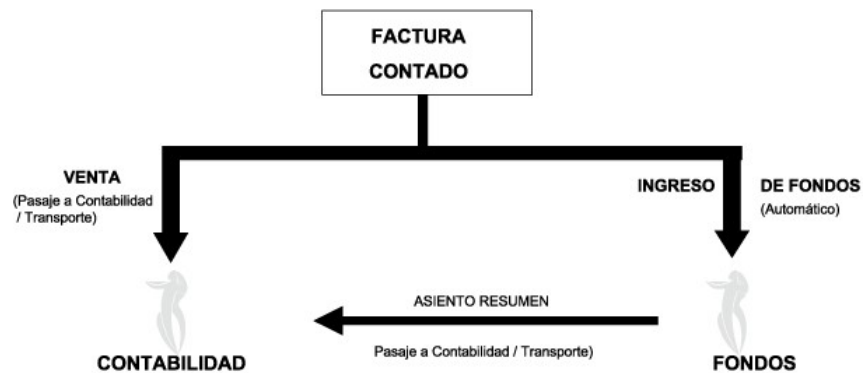 FACTURA
CONTADO
VENTA
(Pasaje a Contabilidad
/ Transporte)
INGRESO DE FONDOS
(Automático)
ASIENTO RESUMEN
Pasaje a Contabilidad / Transporte)
CONTABILIDAD
FONDOS